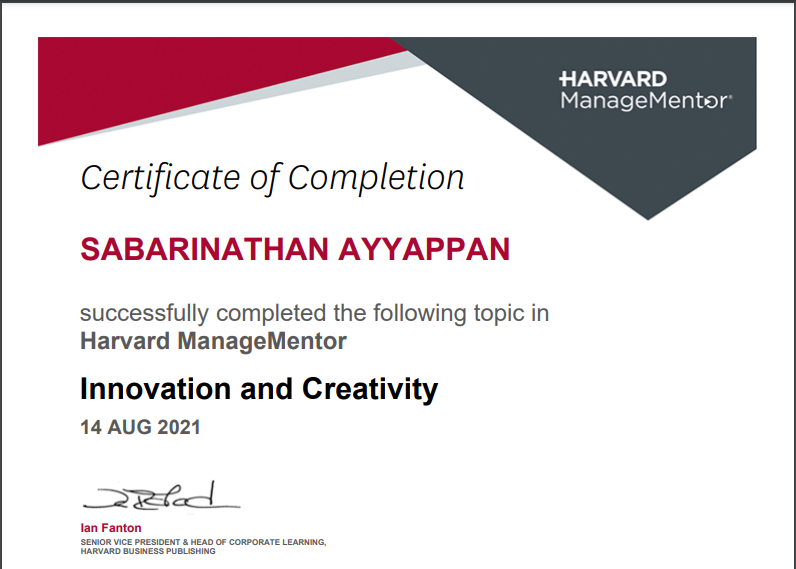 HARVARD
ManageMentor®
Certificate of Completion
SABARINATHAN AYYAPPAN
successfully completed the following topic in
Harvard ManageMentor
Innovation and Creativity
14 AUG 2021
Ian Fanton
SENIOR VICE PRESIDENT & HEAD OF CORPORATE LEARNING,
HARVARD BUSINESS PUBLISHING